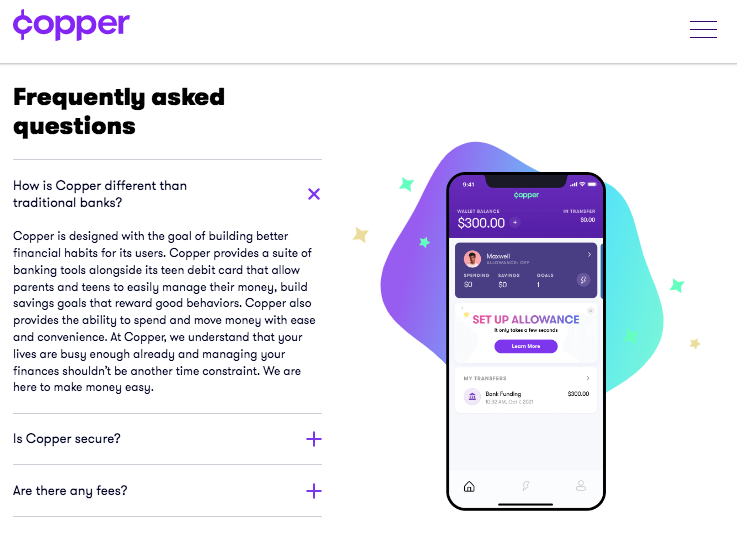 copper
Frequently asked
questions
How is Copper different than
traditional banks?
Copper is designed with the goal of building better
financial habits for its users. Copper provides a suite of
banking tools alongside its teen debit card that allow
parents and teens to easily manage their money, build
savings goals that reward good behaviors. Copper also
provides the ability to spend and move money with ease
and convenience. At Copper, we understand that your
lives are busy enough already and managing your
finances shouldn't be another time constraint. We are
here to make money easy.
Is Copper secure?
Are there any fees?
9:41
copper
WALLET BALANCE
IN TRANSFER
$300.00
$0.00
Maxwell
ALLOWANCE: OFF
SPENDING SAVINGS GOALS
$0 $0 1
SET UP ALLOWANCE
It only takes a few seconds
Learn More
MY TRANSFERS
Bank Funding $300.00
10:32 AM, Oct 7, 2021